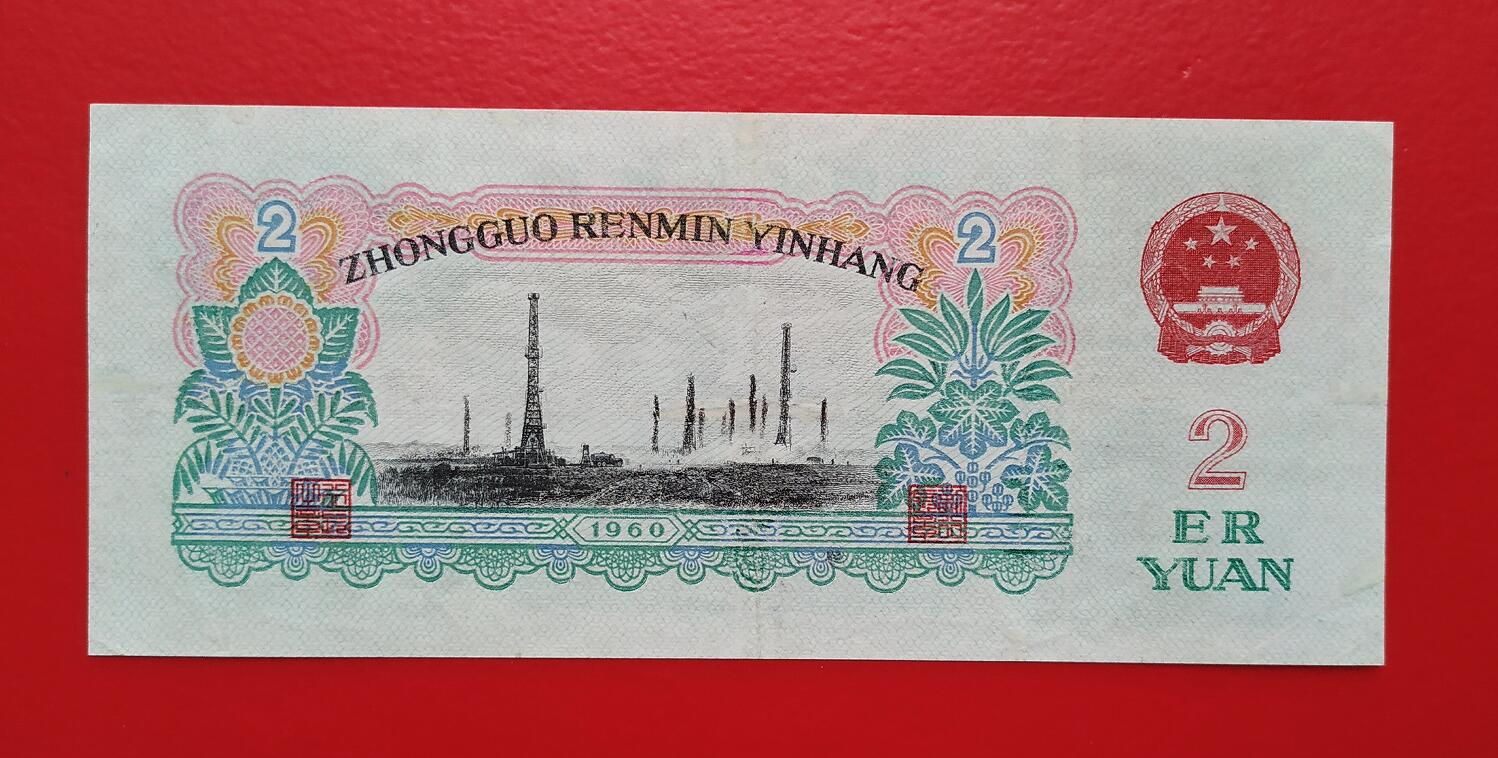 2
2
ZHONGGUO RENMIN YINHANG
1960
2
ER
YUAN